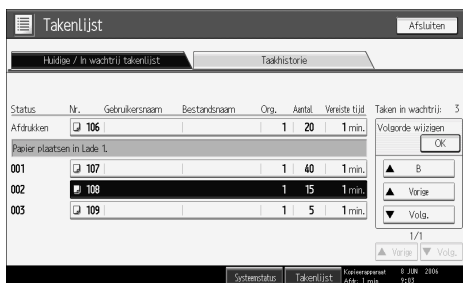 Takenlijst
Afsluiten
Huidige / In wachtrij takenlijst
Taakhistorie
Status Nr. Gebruikersnaam Bestandsnaam Org. Aantal Vereiste tijd Taken in wachtrij: 3
Afdrukken 106 1 20 1 min. Volgorde wijzigen
OK
Papier plaatsen in Lade 1.
001 107 1 40 1 min. ▲ B
002 108 1 15 1 min. ▲ Vorige
003 109 1 5 1 min. ▼ Volg.
1/1
▲ Vorige ▼ Volg.
Systeemstatus Takenlijst Kopieerapparaat 8 JUN 2006
Afdr: 1 min 9:03